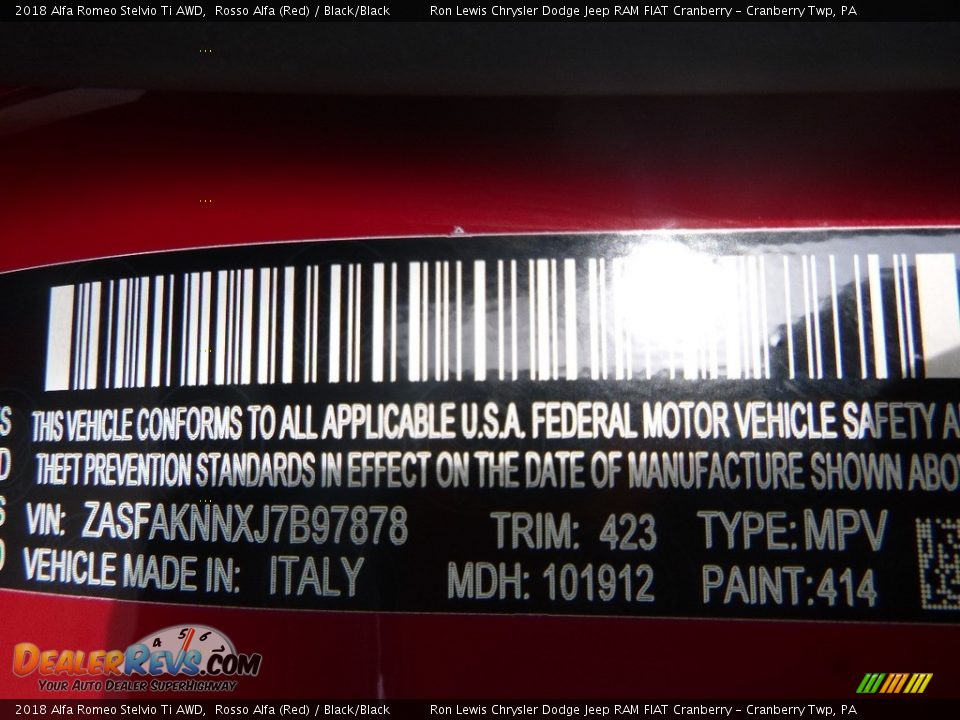 2018 Alfa Romeo Stelvio Ti AWD, Rosso Alfa (Red) / Black/Black Ron Lewis Chrysler Dodge Jeep RAM FIAT Cranberry - Cranberry Twp, PA
THIS VEHICLE CONFORMS TO ALL APPLICABLE U.S.A. FEDERAL MOTOR VEHICLE SAFETY
THEFT PREVENTION STANDARDS IN EFFECT ON THE DATE OF MANUFACTURE SHOWN ABO
VIN: ZASFAKNNXJ7B97878 TRIM: 423 TYPE: MPV
VEHICLE MADE IN: ITALY MDH: 101912 PAINT: 414
4 5 6
DEALERREVS.COM
YOUR AUTO DEALER SUPERHIGHWAY
2018 Alfa Romeo Stelvio Ti AWD, Rosso Alfa (Red) / Black/Black Ron Lewis Chrysler Dodge Jeep RAM FIAT Cranberry - Cranberry Twp, PA